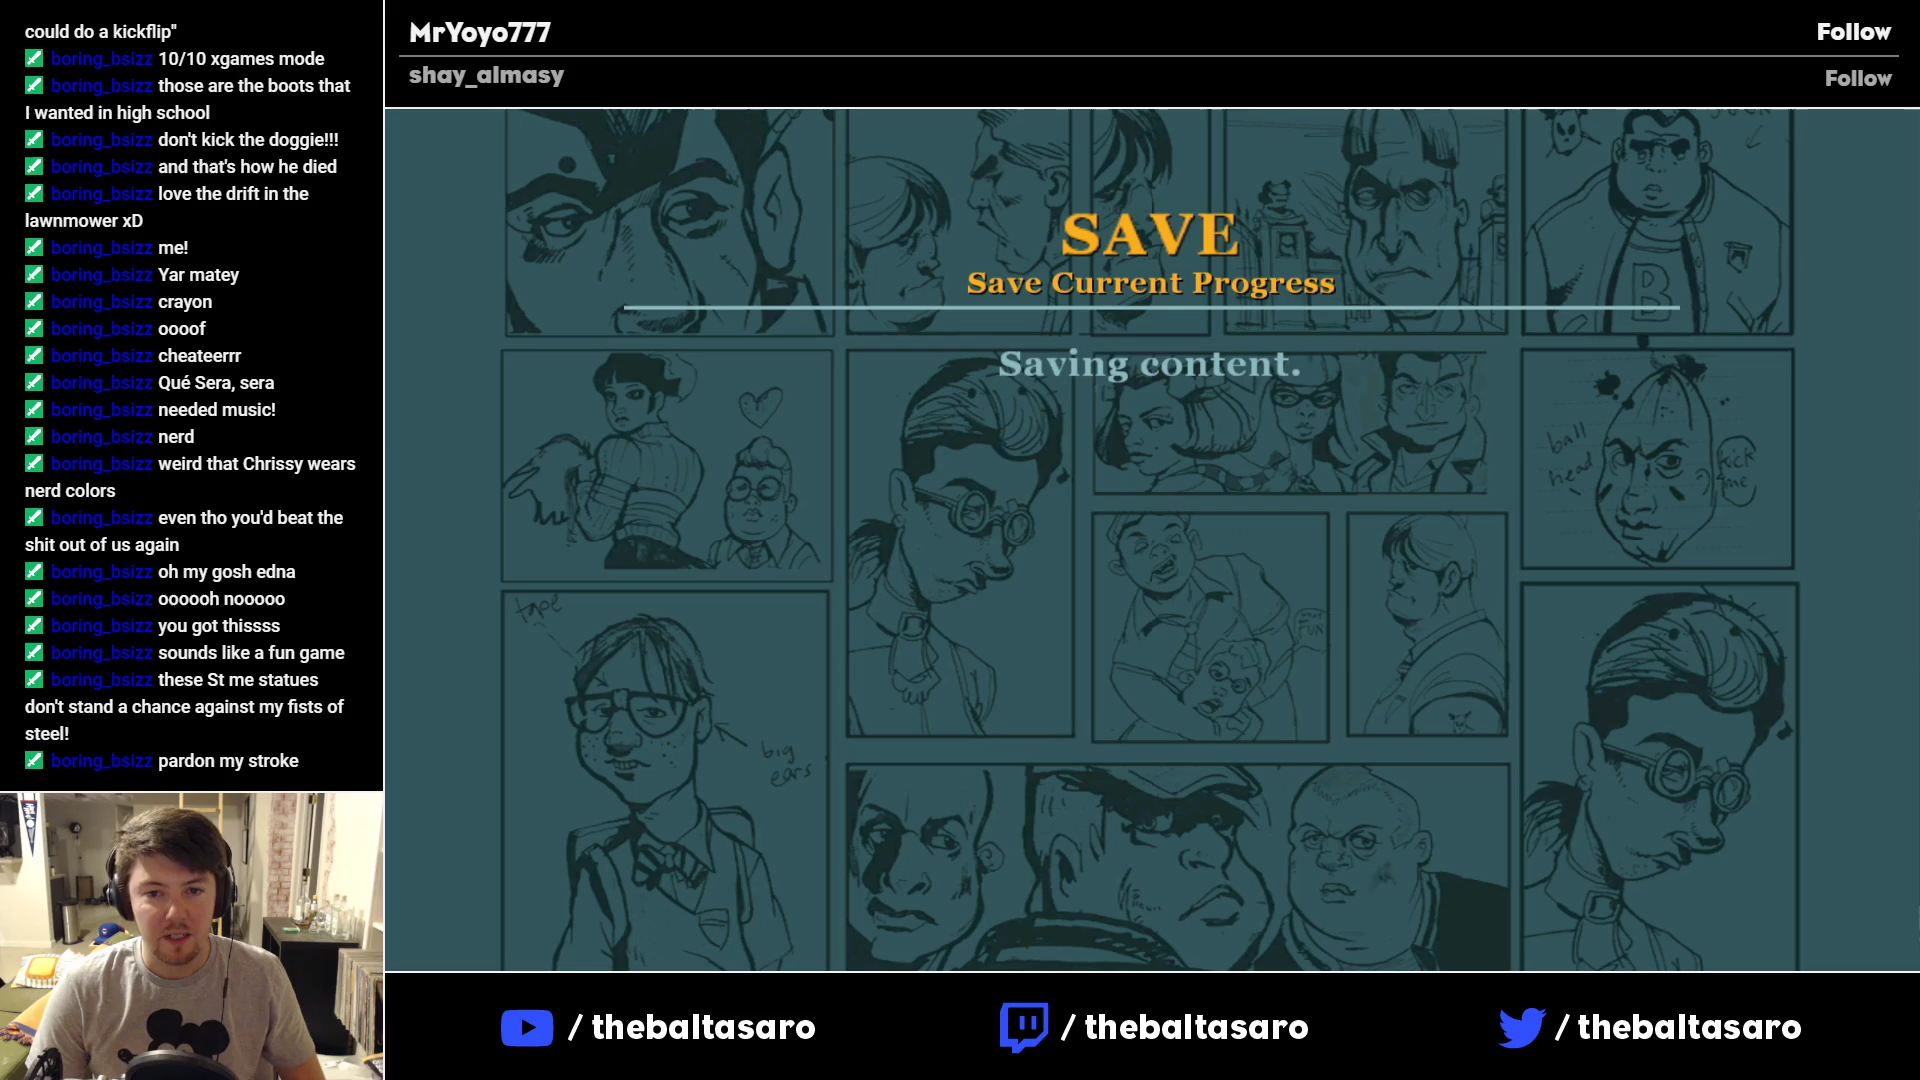 could do a kickflip"
boring_bsizz 10/10 xgames mode
boring_bsizz those are the boots that
I wanted in high school
boring_bsizz don't kick the doggie!!!
boring_bsizz and that's how he died
boring_bsizz love the drift in the
lawnmower xD
boring_bsizz me!
boring_bsizz Yar matey
boring_bsizz crayon
boring_bsizz oooof
boring_bsizz cheateerrr
boring_bsizz Qué Sera, sera
boring_bsizz needed music!
boring_bsizz nerd
boring_bsizz weird that Chrissy wears
nerd colors
boring_bsizz even tho you'd beat the
shit out of us again
boring_bsizz oh my gosh edna
boring_bsizz oooooh nooooo
boring_bsizz you got thissss
boring_bsizz sounds like a fun game
boring_bsizz these St me statues
don't stand a chance against my fists of
steel!
boring_bsizz pardon my stroke
MrYoyo777 Follow
shay_almasy Follow
SAVE
Save Current Progress
Saving content.
B
ball
head
kick
me
tape
big
ears
FUN
/ thebaltasaro
/ thebaltasaro
/ thebaltasaro